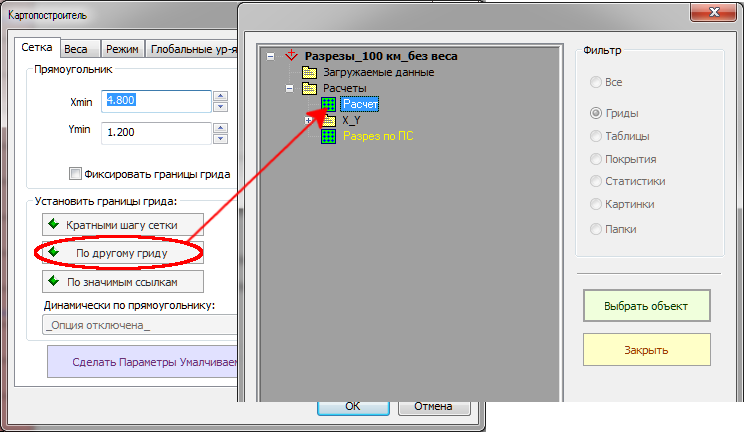 Картопостроитель
Сетка
Веса
Режим
Глобальные ур-я
Прямоугольник
Xmin
4.800
Ymin
1.200
Фиксировать границы грида
Установить границы грида:
Кратными шагу сетки
По другому гриду
По значимым ссылкам
Динамически по прямоугольнику:
_Опция отключена_
Сделать Параметры Умалчиваем
OK
Отмена
Разрезы_100 км_без веса
Загружаемые данные
Расчеты
Расчет
X_Y
Разрез по ПС
Фильтр
Все
Гриды
Таблицы
Покрытия
Статистики
Картинки
Папки
Выбрать объект
Закрыть